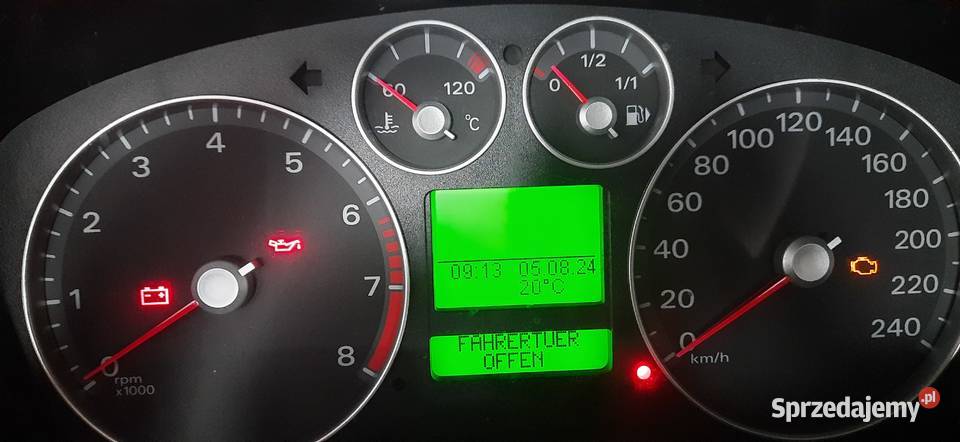 60 120
°C
0 1/2 1/1
0 1 2 3 4 5 6 7 8
rpm
x1000
09:13 05.08.24
20°C
FAHRERTUER
OFFEN
0 20 40 60 80 100 120 140 160 180 200 220 240
km/h
Sprzedajemy.pl